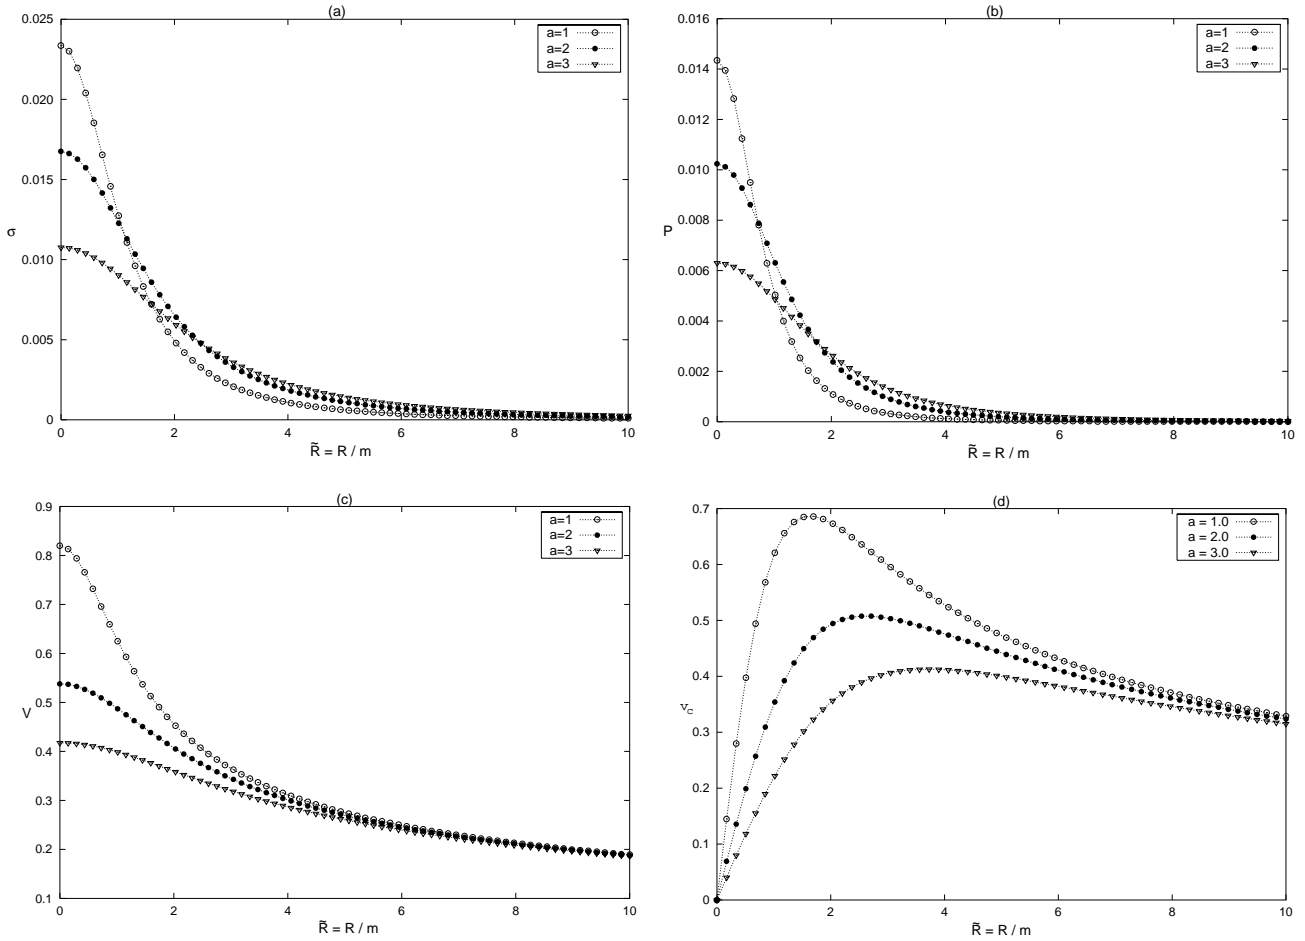 (a)
0.025
0.020
0.015
0.010
0.005
0
σ
a=1
a=2
a=3
0 2 4 6 8 10
R̃ = R / m
(b)
0.016
0.014
0.012
0.010
0.008
0.006
0.004
0.002
0
P
a=1
a=2
a=3
0 2 4 6 8 10
R̃ = R / m
(c)
0.9
0.8
0.7
0.6
0.5
0.4
0.3
0.2
0.1
V
a=1
a=2
a=3
0 2 4 6 8 10
R̃ = R / m
(d)
0.7
0.6
0.5
0.4
0.3
0.2
0.1
0
v_c
a = 1.0
a = 2.0
a = 3.0
0 2 4 6 8 10
R̃ = R / m